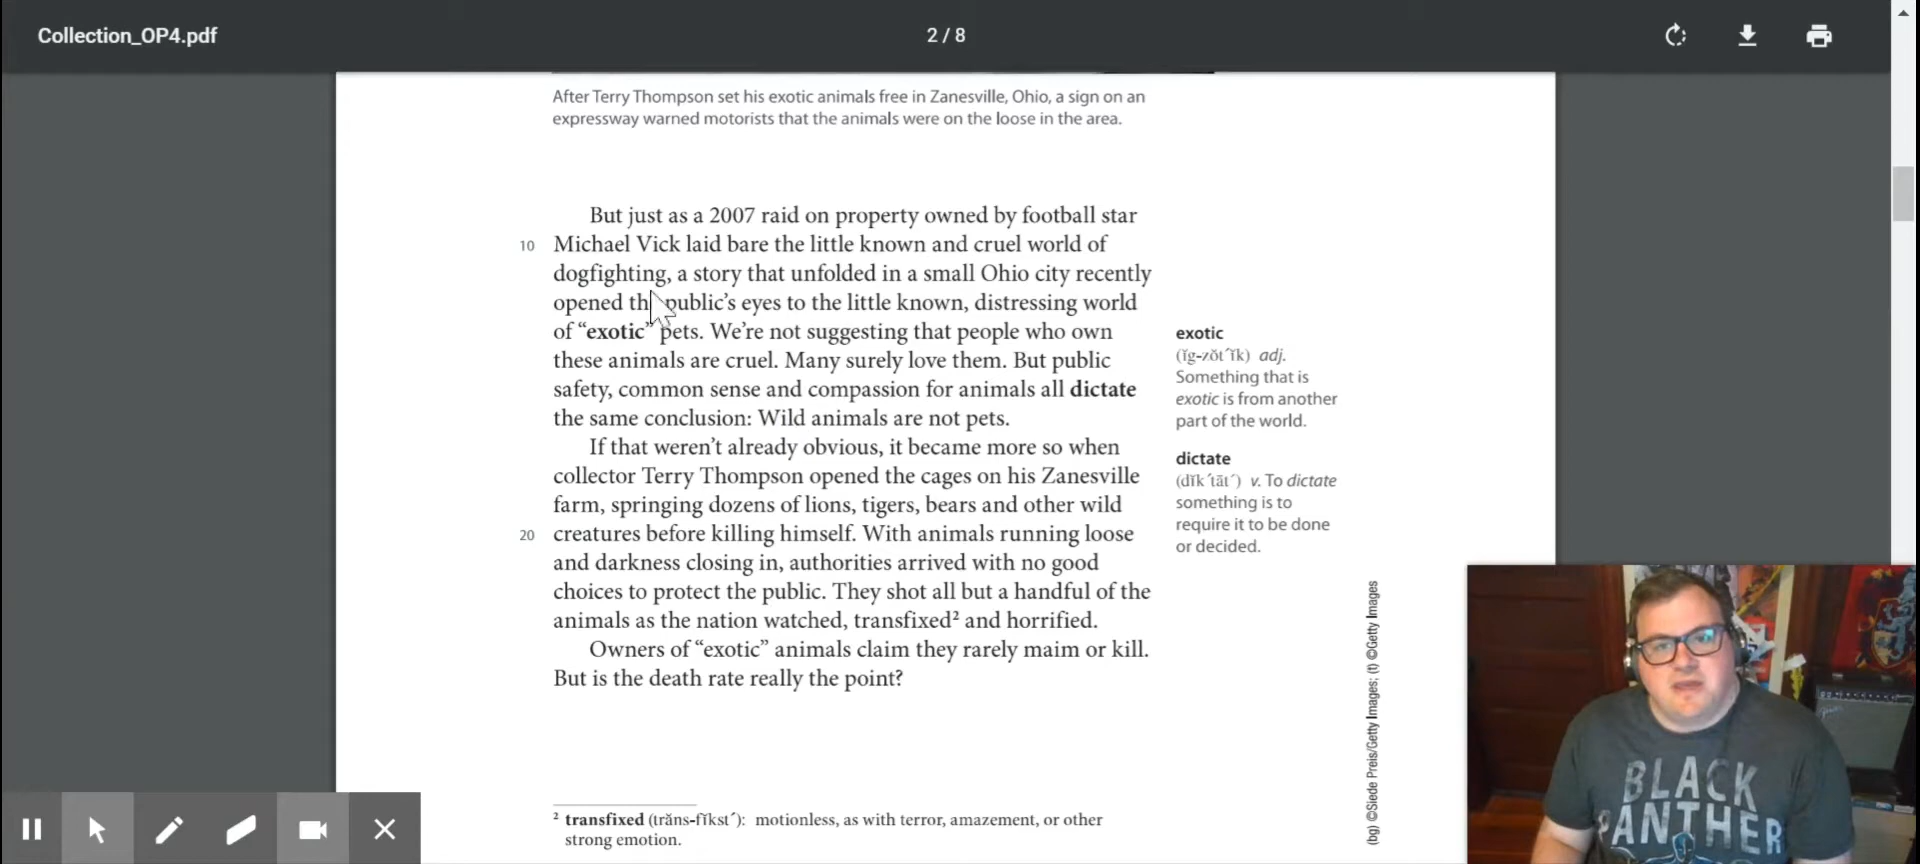 Collection_OP4.pdf
2 / 8
After Terry Thompson set his exotic animals free in Zanesville, Ohio, a sign on an
expressway warned motorists that the animals were on the loose in the area.
But just as a 2007 raid on property owned by football star
10 Michael Vick laid bare the little known and cruel world of
dogfighting, a story that unfolded in a small Ohio city recently
opened th public's eyes to the little known, distressing world
of “exotic” pets. We're not suggesting that people who own
these animals are cruel. Many surely love them. But public
safety, common sense and compassion for animals all dictate
the same conclusion: Wild animals are not pets.
If that weren't already obvious, it became more so when
collector Terry Thompson opened the cages on his Zanesville
farm, springing dozens of lions, tigers, bears and other wild
20 creatures before killing himself. With animals running loose
and darkness closing in, authorities arrived with no good
choices to protect the public. They shot all but a handful of the
animals as the nation watched, transfixed² and horrified.
Owners of “exotic” animals claim they rarely maim or kill.
But is the death rate really the point?
exotic
(ĭg-zŏt´ĭk) adj.
Something that is
exotic is from another
part of the world.
dictate
(dĭk´tāt´) v. To dictate
something is to
require it to be done
or decided.
² transfixed (trăns-fĭkst´): motionless, as with terror, amazement, or other
strong emotion.
(bg) ©Siede Preis/Getty Images; (t) ©Getty Images
BLACK
PANTHER